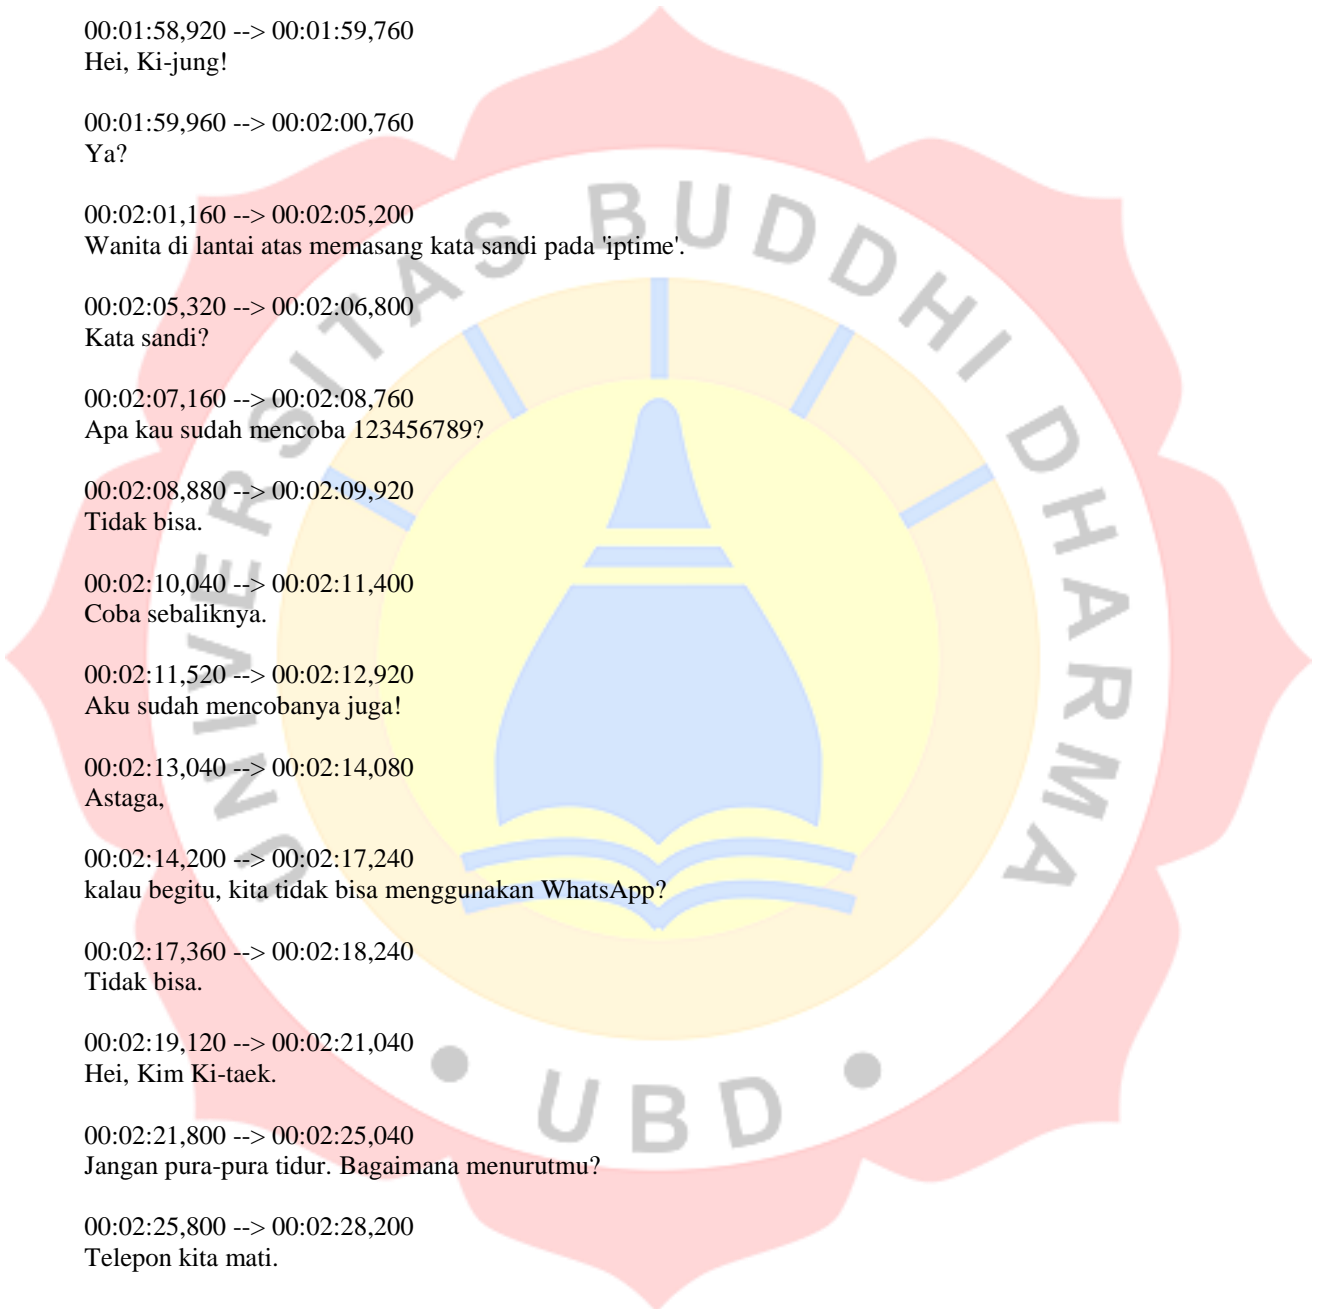 00:01:58,920 --> 00:01:59,760
Hei, Ki-jung!
00:01:59,960 --> 00:02:00,760
Ya?
00:02:01,160 --> 00:02:05,200
Wanita di lantai atas memasang kata sandi pada 'iptime'.
00:02:05,320 --> 00:02:06,800
Kata sandi?
00:02:07,160 --> 00:02:08,760
Apa kau sudah mencoba 123456789?
00:02:08,880 --> 00:02:09,920
Tidak bisa.
00:02:10,040 --> 00:02:11,400
Coba sebaliknya.
00:02:11,520 --> 00:02:12,920
Aku sudah mencobanya juga!
00:02:13,040 --> 00:02:14,080
Astaga,
00:02:14,200 --> 00:02:17,240
kalau begitu, kita tidak bisa menggunakan WhatsApp?
00:02:17,360 --> 00:02:18,240
Tidak bisa.
00:02:19,120 --> 00:02:21,040
Hei, Kim Ki-taek.
00:02:21,800 --> 00:02:25,040
Jangan pura-pura tidur. Bagaimana menurutmu?
00:02:25,800 --> 00:02:28,200
Telepon kita mati.
UNIVERSITAS BUDDHI DHARMA
• UBD •